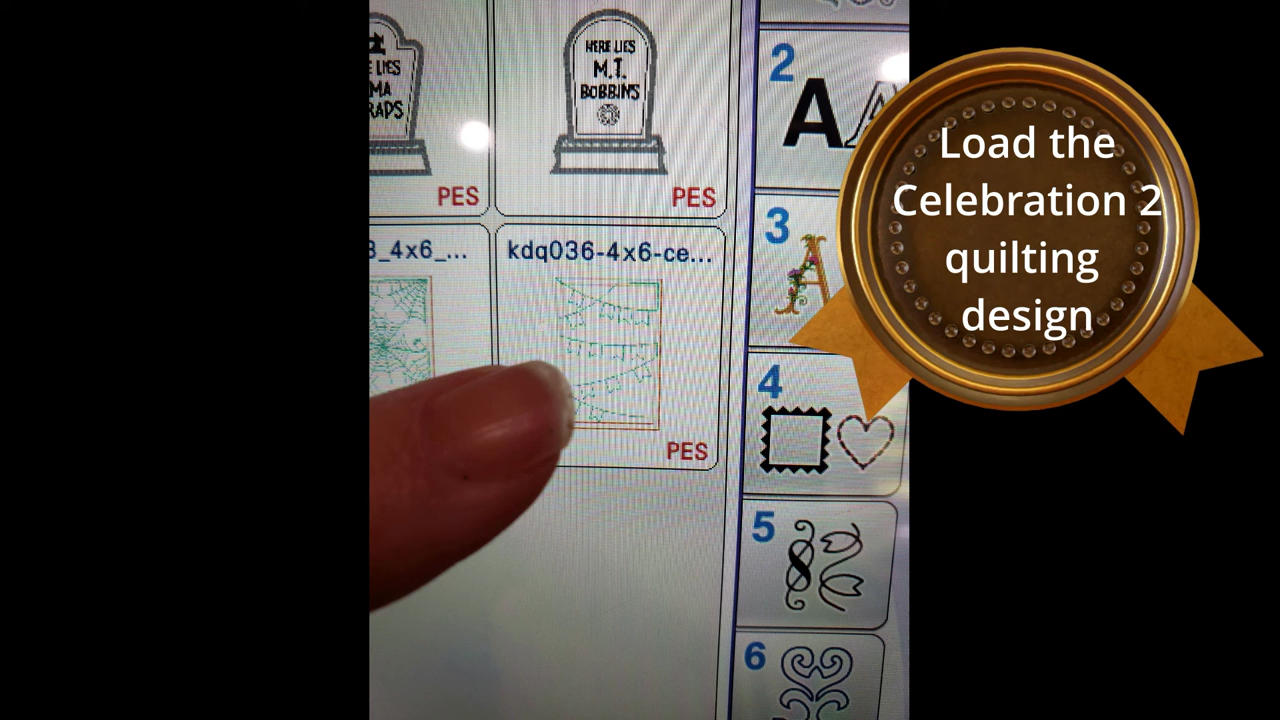 LIES
MA
RAPS
PES
HERE LIES
M.T.
BOBBINS
PES
_4x6_...
kdq036-4x6-ce...
PES
2
A
3
A
4
5
6
Load the
Celebration 2
quilting
design